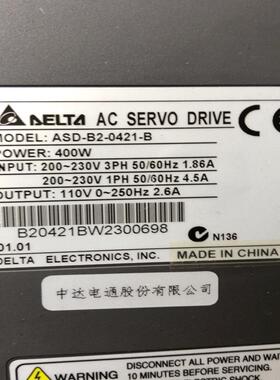 DELTA AC SERVO DRIVE
MODEL: ASD-B2-0421-B
POWER: 400W
INPUT: 200~230V 3PH 50/60Hz 1.86A
200~230V 1PH 50/60Hz 4.5A
OUTPUT: 110V 0~250Hz 2.6A
B20421BW2300698
01.01
N136
DELTA ELECTRONICS, INC.
MADE IN CHINA
中达电通股份有限公司
WARNING
DISCONNECT ALL POWER AND WAIT
10 MINUTES BEFORE SERVICING.